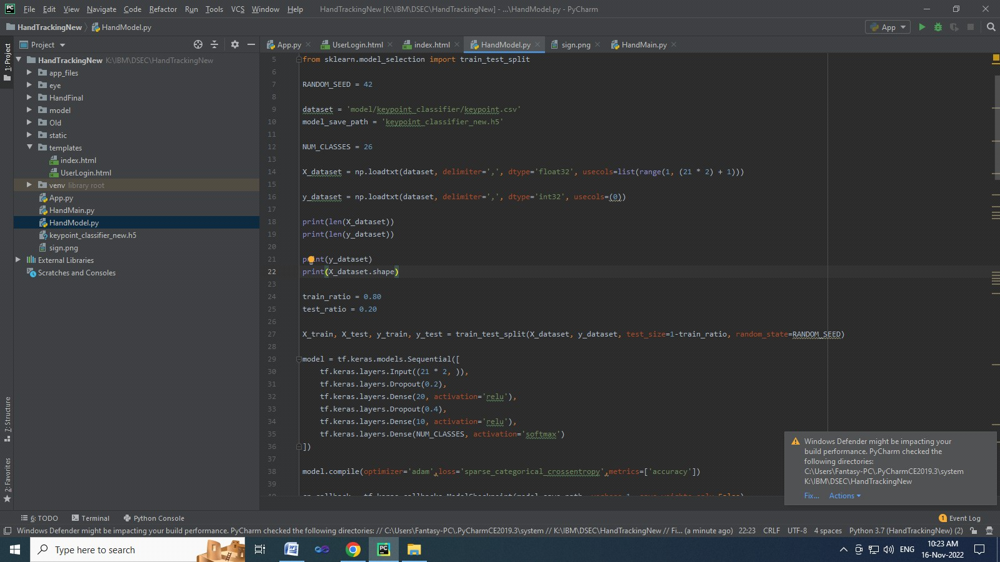 File Edit View Navigate Code Refactor Run Tools VCS Window Help HandTrackingNew [K:\IBM\DSEC\HandTrackingNew] - ...\HandModel.py - PyCharm
HandTrackingNew HandModel.py App
Project App.py UserLogin.html index.html HandModel.py sign.png HandMain.py
1: Project
HandTrackingNew K:\IBM\DSEC\HandTrackingNew
app_files
eye
HandFinal
model
Old
static
templates
index.html
UserLogin.html
venv library root
App.py
HandMain.py
HandModel.py
keypoint_classifier_new.h5
sign.png
External Libraries
Scratches and Consoles
7: Structure
2: Favorites
5 from sklearn.model_selection import train_test_split
6
7 RANDOM_SEED = 42
8
9 dataset = 'model/keypoint_classifier/keypoint.csv'
10 model_save_path = 'keypoint_classifier_new.h5'
11
12 NUM_CLASSES = 26
13
14 X_dataset = np.loadtxt(dataset, delimiter=',', dtype='float32', usecols=list(range(1, (21 * 2) + 1)))
15
16 y_dataset = np.loadtxt(dataset, delimiter=',', dtype='int32', usecols=(0))
17
18 print(len(X_dataset))
19 print(len(y_dataset))
20
21 print(y_dataset)
22 print(X_dataset.shape)
23
24 train_ratio = 0.80
25 test_ratio = 0.20
26
27 X_train, X_test, y_train, y_test = train_test_split(X_dataset, y_dataset, test_size=1-train_ratio, random_state=RANDOM_SEED)
28
29 model = tf.keras.models.Sequential([
30 tf.keras.layers.Input((21 * 2, )),
31 tf.keras.layers.Dropout(0.2),
32 tf.keras.layers.Dense(20, activation='relu'),
33 tf.keras.layers.Dropout(0.4),
34 tf.keras.layers.Dense(10, activation='relu'),
35 tf.keras.layers.Dense(NUM_CLASSES, activation='softmax')
36 ])
37
38 model.compile(optimizer='adam',loss='sparse_categorical_crossentropy',metrics=['accuracy'])
39
Windows Defender might be impacting your
build performance. PyCharm checked the
following directories:
C:\Users\Fantasy-PC\.PyCharmCE2019.3\system
K:\IBM\DSEC\HandTrackingNew
Fix... Actions
6: TODO Terminal Python Console 1 Event Log
Windows Defender might be impacting your build performance. PyCharm checked the following directories: // C:\Users\Fantasy-PC\.PyCharmCE2019.3\system // K:\IBM\DSEC\HandTrackingNew // Fi... (a minute ago) 22:23 CRLF UTF-8 4 spaces Python 3.7 (HandTrackingNew) (2)
Type here to search ENG 10:23 AM
16-Nov-2022